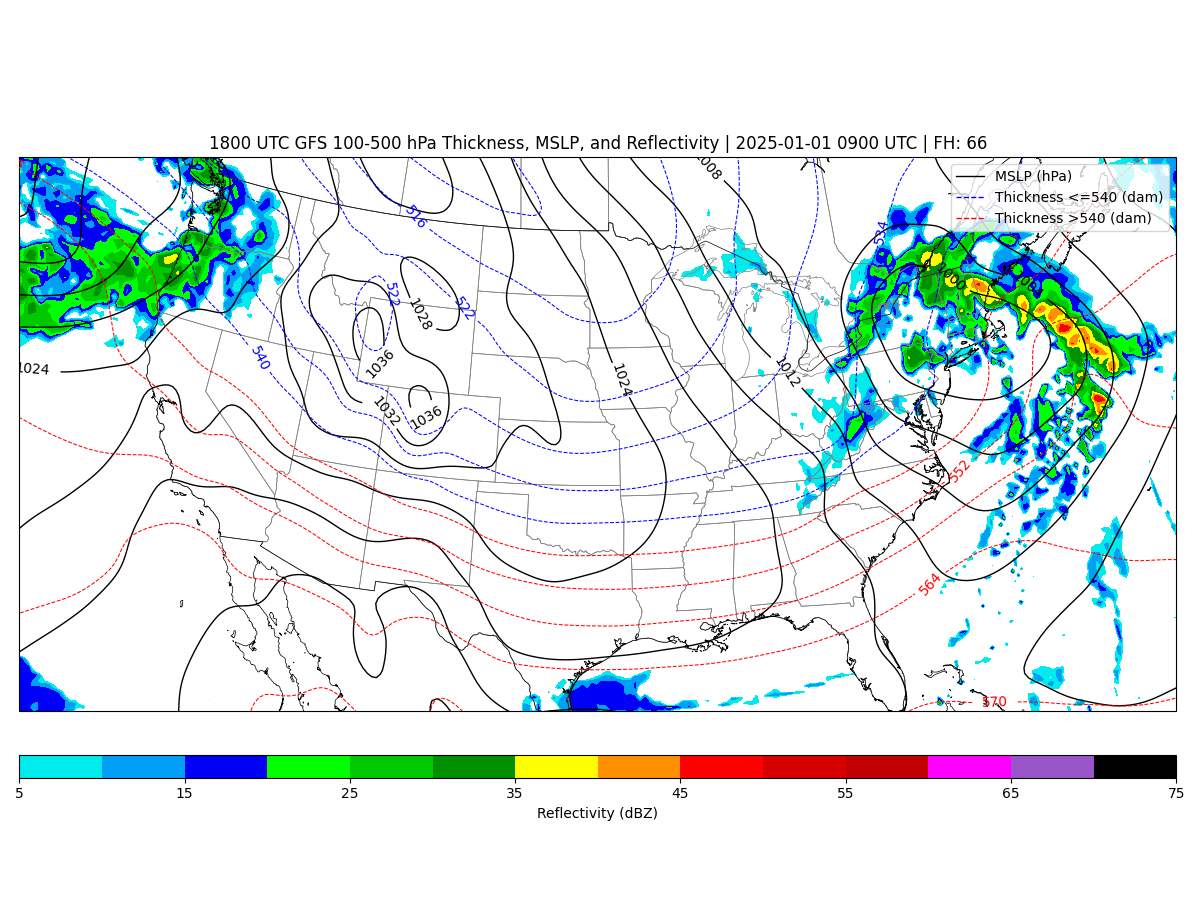 1800 UTC GFS 100-500 hPa Thickness, MSLP, and Reflectivity | 2025-01-01 0900 UTC | FH: 66
MSLP (hPa)
Thickness <=540 (dam)
Thickness >540 (dam)
1008
516
534
522
527
1028
1000
540
1024
1036
1024
1012
1032
1036
552
564
570
5 15 25 35 45 55 65 75
Reflectivity (dBZ)